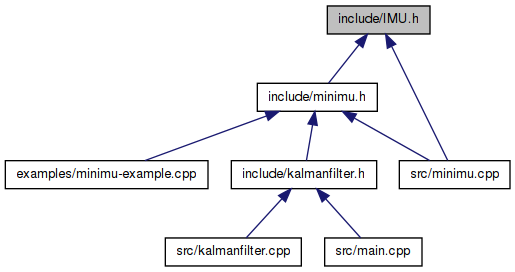 include/IMU.h
include/minimu.h
examples/minimu-example.cpp
include/kalmanfilter.h
src/minimu.cpp
src/kalmanfilter.cpp
src/main.cpp